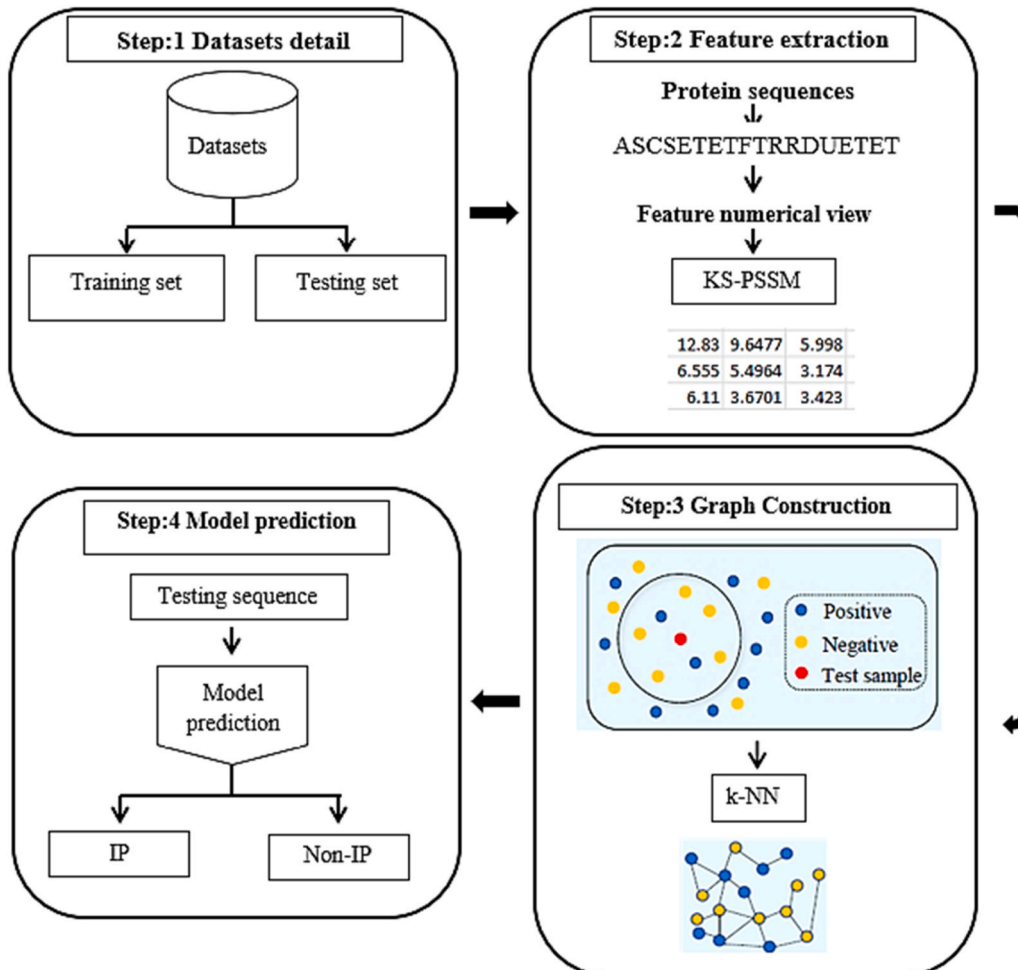 Step:1 Datasets detail
Datasets
Training set
Testing set
Step:2 Feature extraction
Protein sequences
ASCSETETFTRRDUETET
Feature numerical view
KS-PSSM
12.83 9.6477 5.998
6.555 5.4964 3.174
6.11 3.6701 3.423
Step:3 Graph Construction
Positive
Negative
Test sample
k-NN
Step:4 Model prediction
Testing sequence
Model
prediction
IP
Non-IP